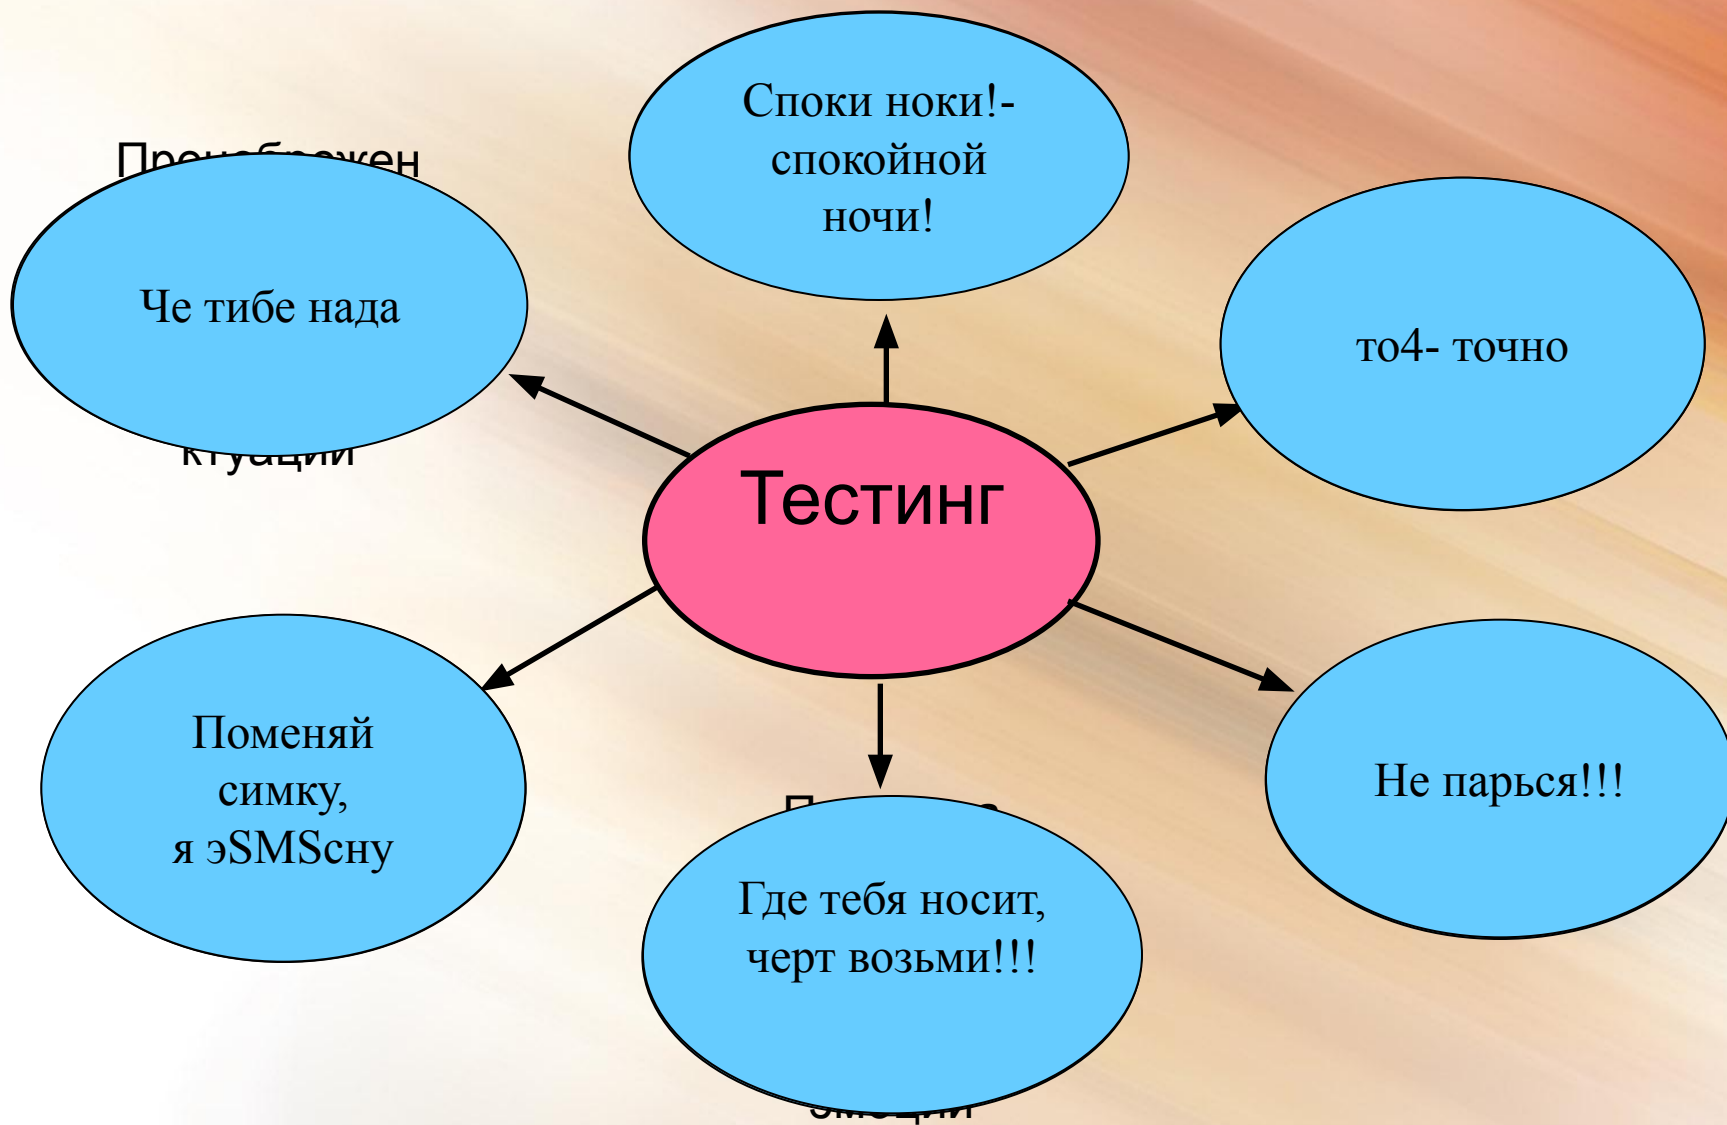 Споки ноки!-
спокойной
ночи!
Че тибе нада
то4- точно
Тестинг
Поменяй
симку,
я эSMSсну
Не парься!!!
Где тебя носит,
черт возьми!!!